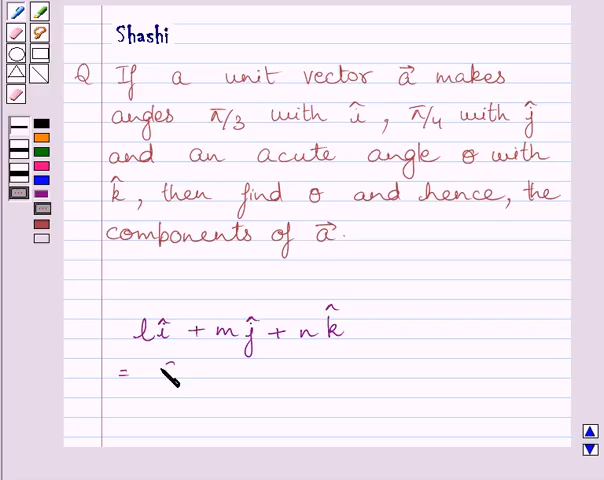 Shashi
Q If a unit vector a⃗ makes
angles π/3 with î, π/4 with ĵ
and an acute angle θ with
k̂, then find θ and hence, the
components of a⃗.
lî + mĵ + nk̂
=